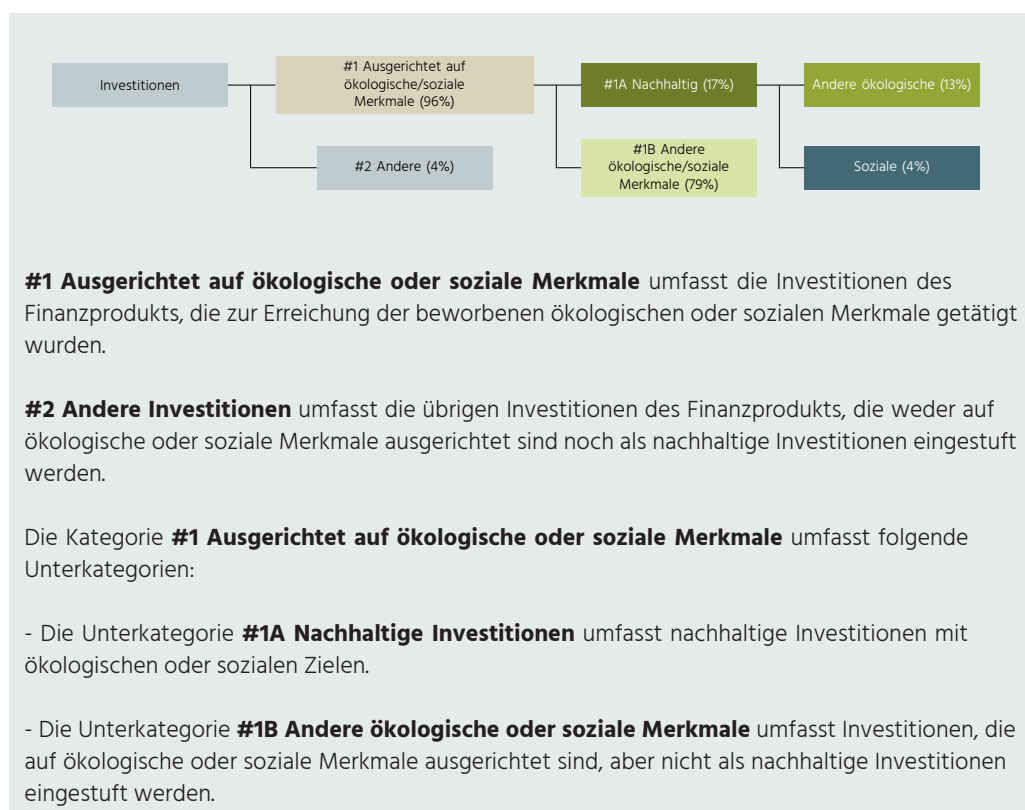 Investitionen
#1 Ausgerichtet auf
ökologische/soziale
Merkmale (96%)
#1A Nachhaltig (17%)
Andere ökologische (13%)
#2 Andere (4%)
#1B Andere
ökologische/soziale
Merkmale (79%)
Soziale (4%)
#1 Ausgerichtet auf ökologische oder soziale Merkmale umfasst die Investitionen des
Finanzprodukts, die zur Erreichung der beworbenen ökologischen oder sozialen Merkmale getätigt
wurden.
#2 Andere Investitionen umfasst die übrigen Investitionen des Finanzprodukts, die weder auf
ökologische oder soziale Merkmale ausgerichtet sind noch als nachhaltige Investitionen eingestuft
werden.
Die Kategorie #1 Ausgerichtet auf ökologische oder soziale Merkmale umfasst folgende
Unterkategorien:
- Die Unterkategorie #1A Nachhaltige Investitionen umfasst nachhaltige Investitionen mit
ökologischen oder sozialen Zielen.
- Die Unterkategorie #1B Andere ökologische oder soziale Merkmale umfasst Investitionen, die
auf ökologische oder soziale Merkmale ausgerichtet sind, aber nicht als nachhaltige Investitionen
eingestuft werden.